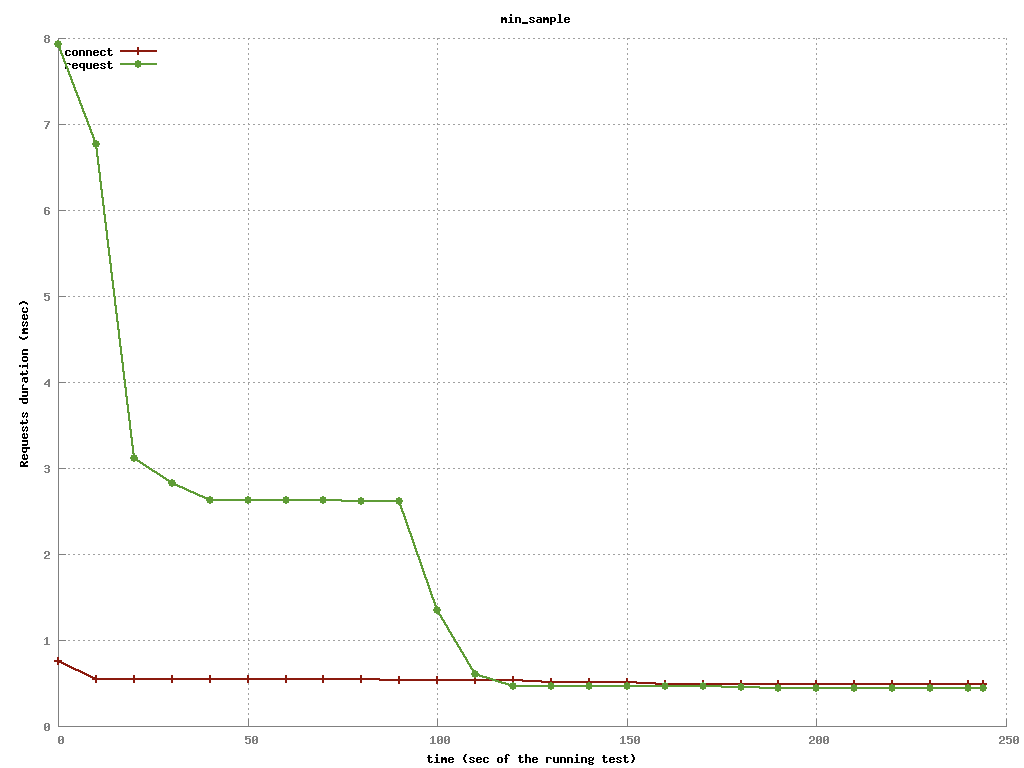 min_sample
connect
request
8
7
6
5
4
3
2
1
0
Requests duration (msec)
0 50 100 150 200 250
time (sec of the running test)